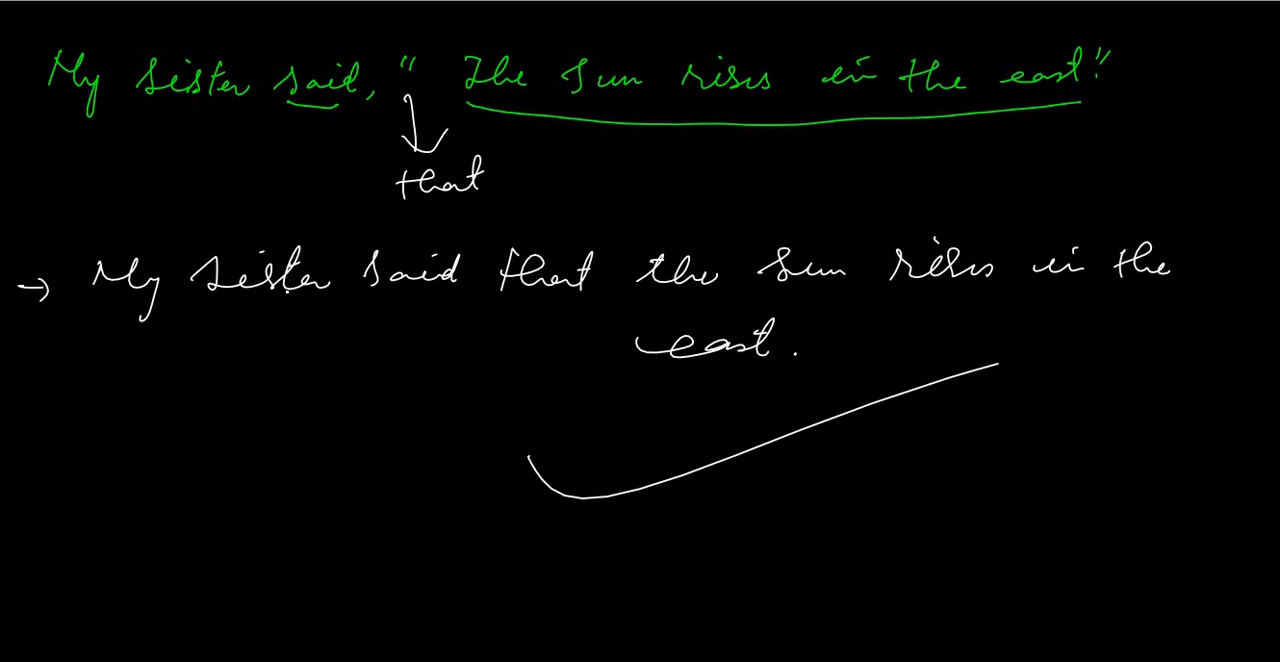 My sister said, " The Sun rises in the east."
that
→ My sister said that the sun rises in the
east.